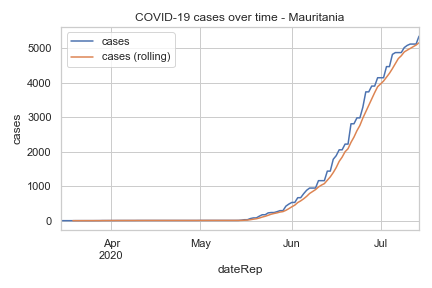 COVID-19 cases over time - Mauritania
cases
cases (rolling)
5000
4000
3000
2000
1000
0
cases
Apr
2020
May
Jun
Jul
dateRep